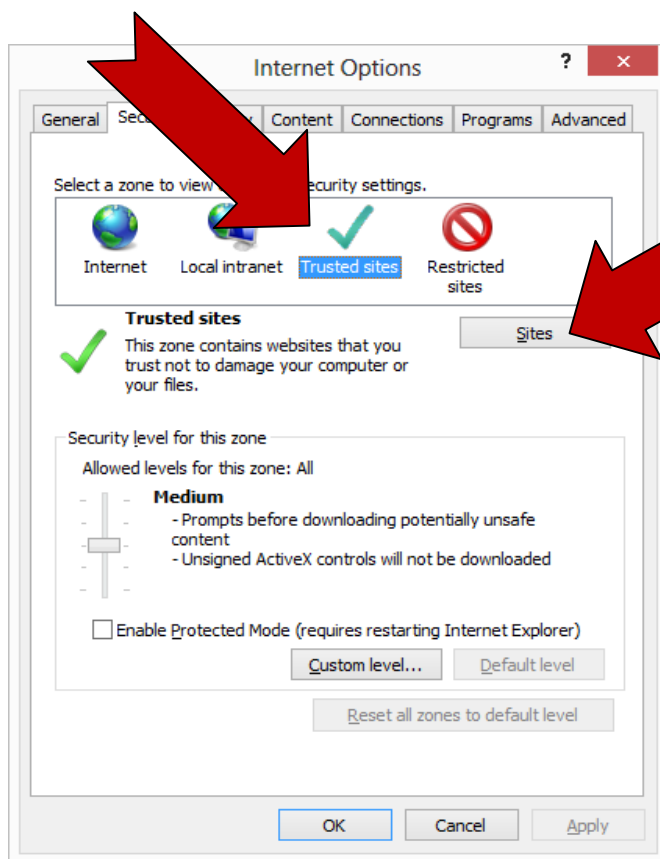 Internet Options
?
General Content Connections Programs Advanced
Select a zone to view security settings.
Internet Local intranet Trusted sites Restricted
sites
Trusted sites
Sites
This zone contains websites that you
trust not to damage your computer or
your files.
Security level for this zone
Allowed levels for this zone: All
Medium
- Prompts before downloading potentially unsafe
content
- Unsigned ActiveX controls will not be downloaded
Enable Protected Mode (requires restarting Internet Explorer)
Custom level... Default level
Reset all zones to default level
OK Cancel Apply